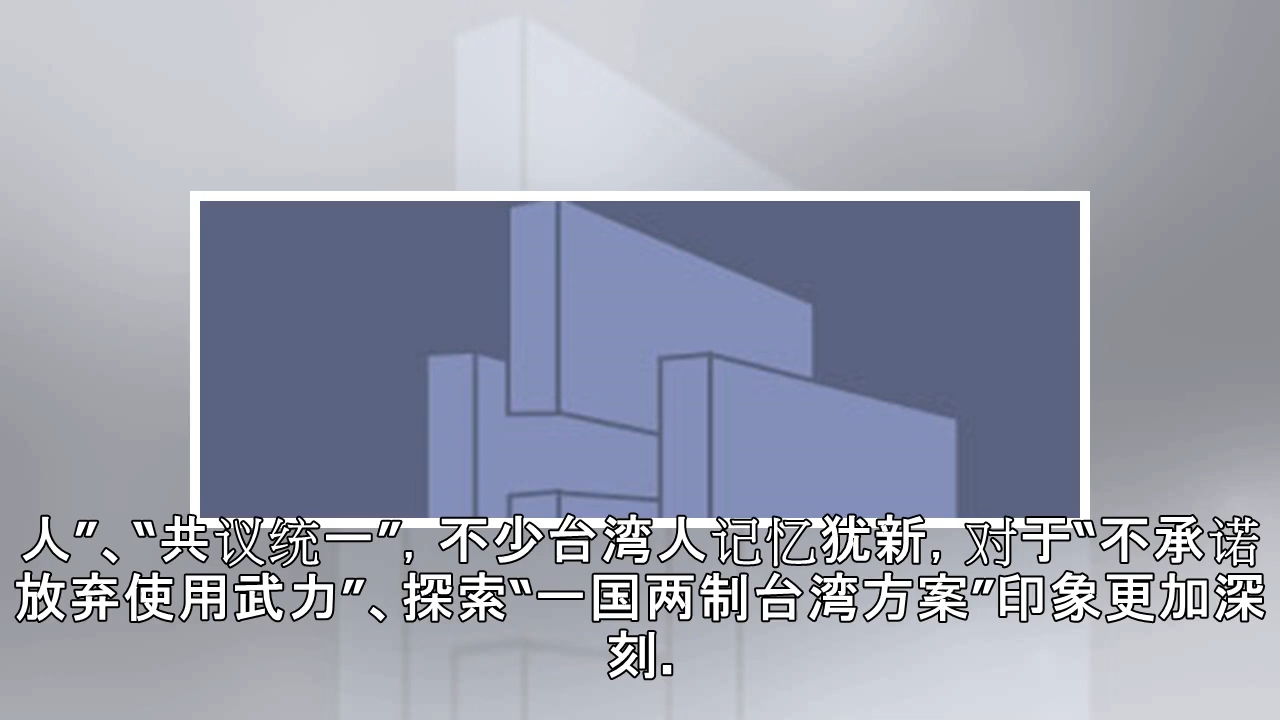 人”、“共议统一”, 不少台湾人记忆犹新, 对于“不承诺
放弃使用武力”、探索“一国两制台湾方案”印象更加深
刻.